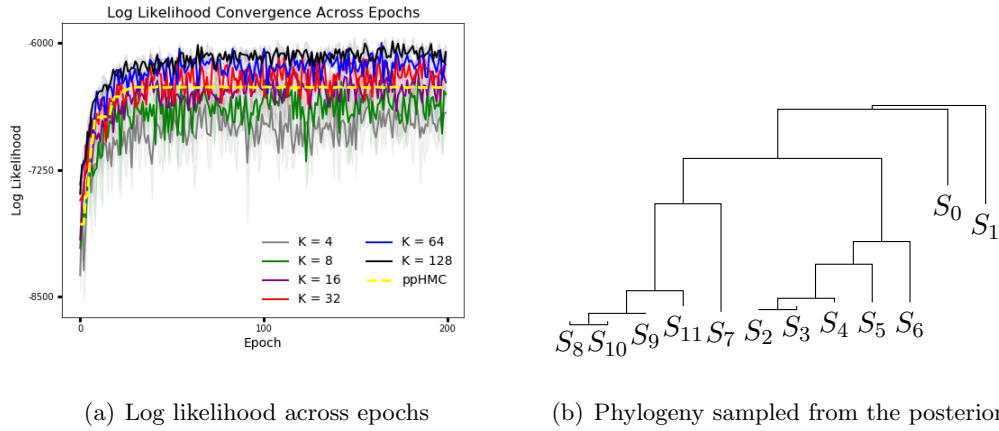 Log Likelihood Convergence Across Epochs
-6000
-7250
-8500
Log Likelihood
0 100 200
Epoch
K = 4
K = 8
K = 16
K = 32
K = 64
K = 128
ppHMC
(a) Log likelihood across epochs
S0
S1
S8 S10 S9 S11 S7 S2 S3 S4 S5 S6
(b) Phylogeny sampled from the posterior